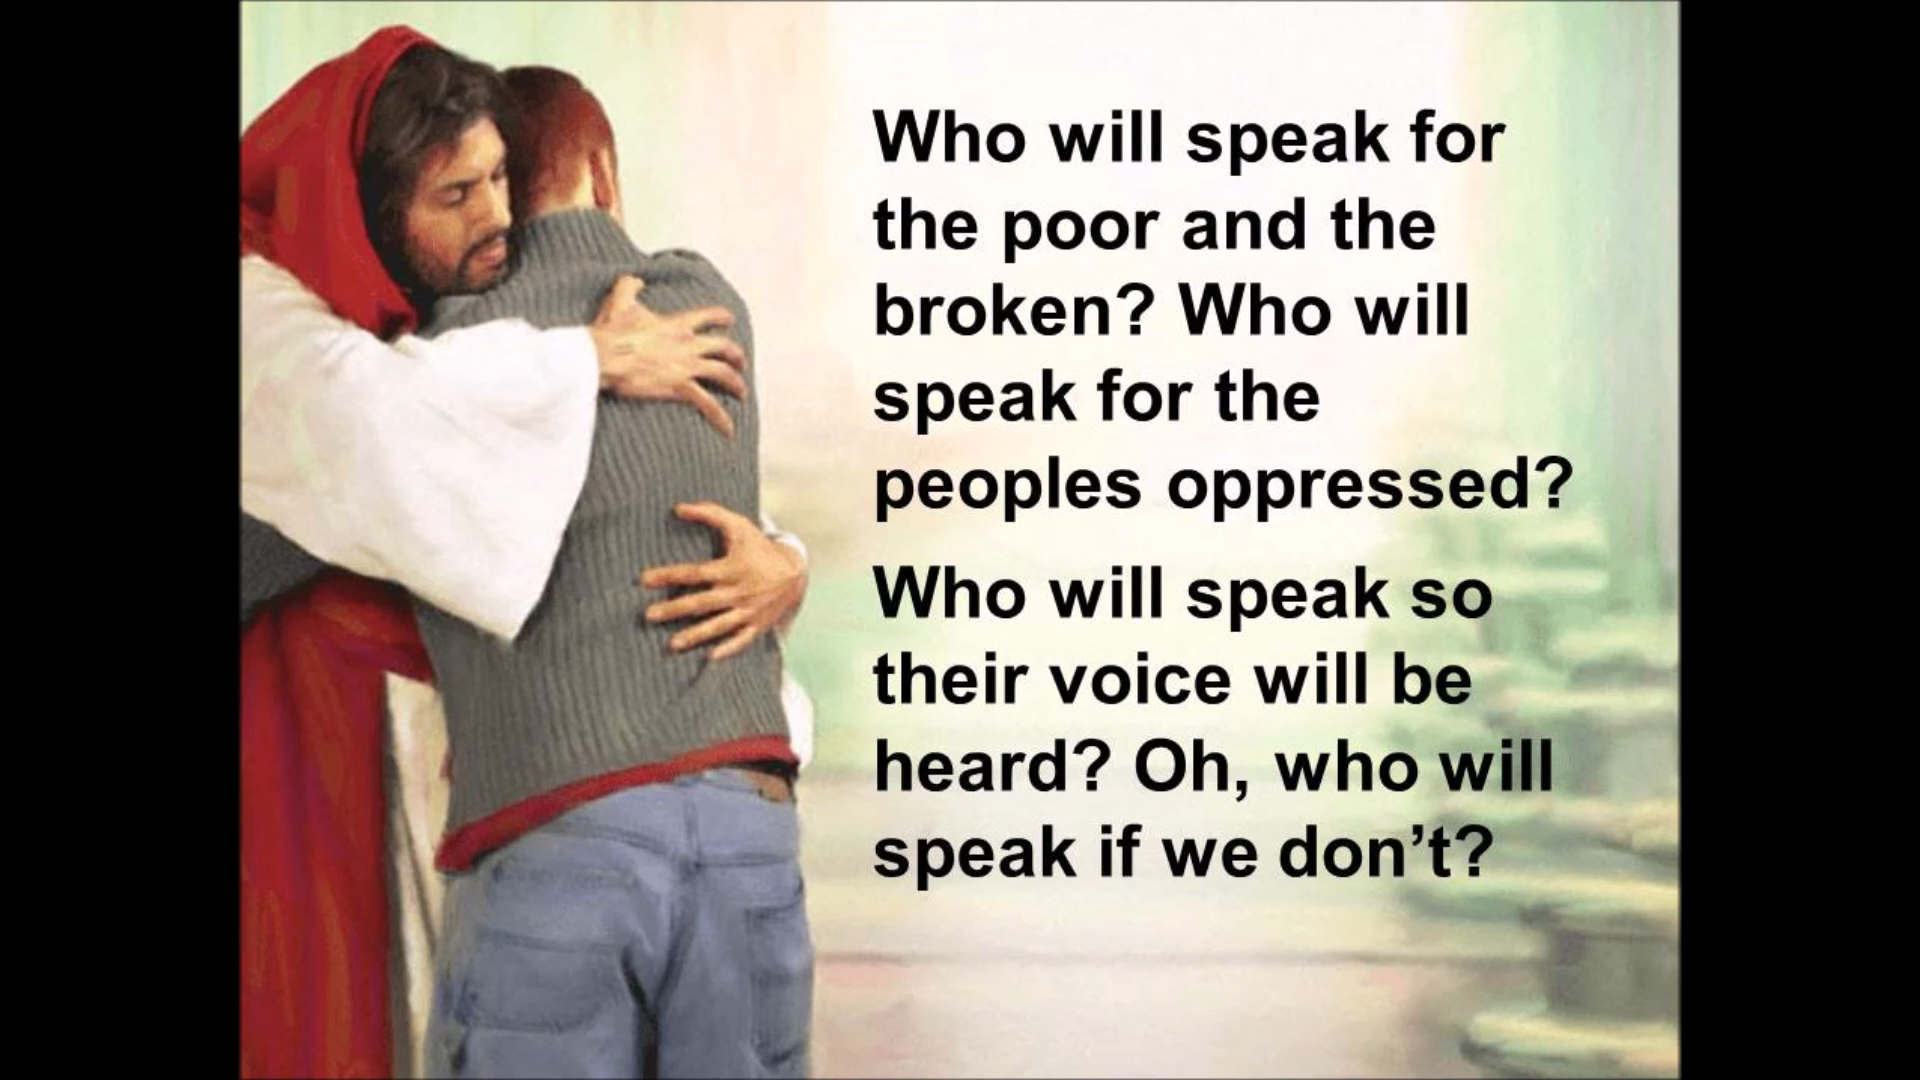 Who will speak for
the poor and the
broken? Who will
speak for the
peoples oppressed?
Who will speak so
their voice will be
heard? Oh, who will
speak if we don’t?